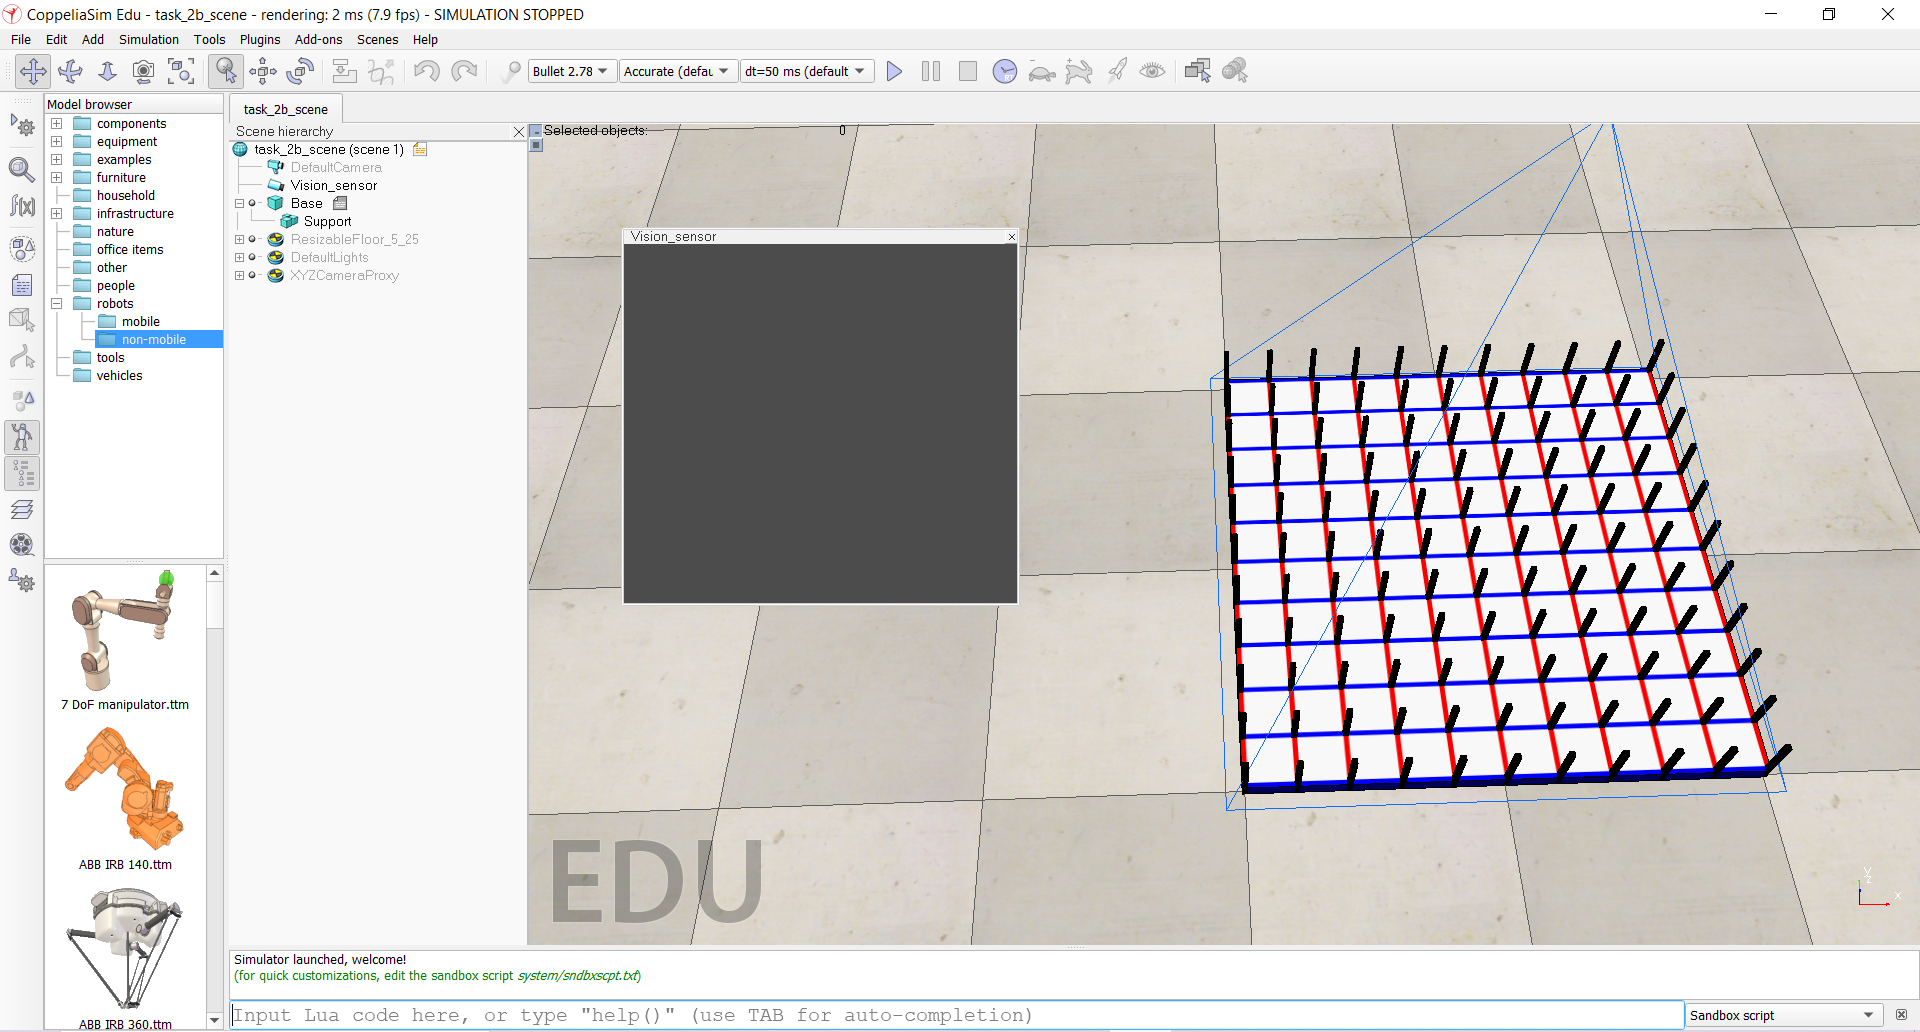 CoppeliaSim Edu - task_2b_scene - rendering: 2 ms (7.9 fps) - SIMULATION STOPPED
File Edit Add Simulation Tools Plugins Add-ons Scenes Help
Bullet 2.78 Accurate (defau dt=50 ms (default
Model browser
components
equipment
examples
furniture
household
infrastructure
nature
office items
other
people
robots
mobile
non-mobile
tools
vehicles
7 DoF manipulator.ttm
ABB IRB 140.ttm
ABB IRB 360.ttm
task_2b_scene
Scene hierarchy
task_2b_scene (scene 1)
DefaultCamera
Vision_sensor
Base
Support
ResizableFloor_5_25
DefaultLights
XYZCameraProxy
Selected objects: 0
Vision_sensor
EDU
y
z
x
Simulator launched, welcome!
(for quick customizations, edit the sandbox script system/sndbxscpt.txt)
Input Lua code here, or type "help()" (use TAB for auto-completion)
Sandbox script